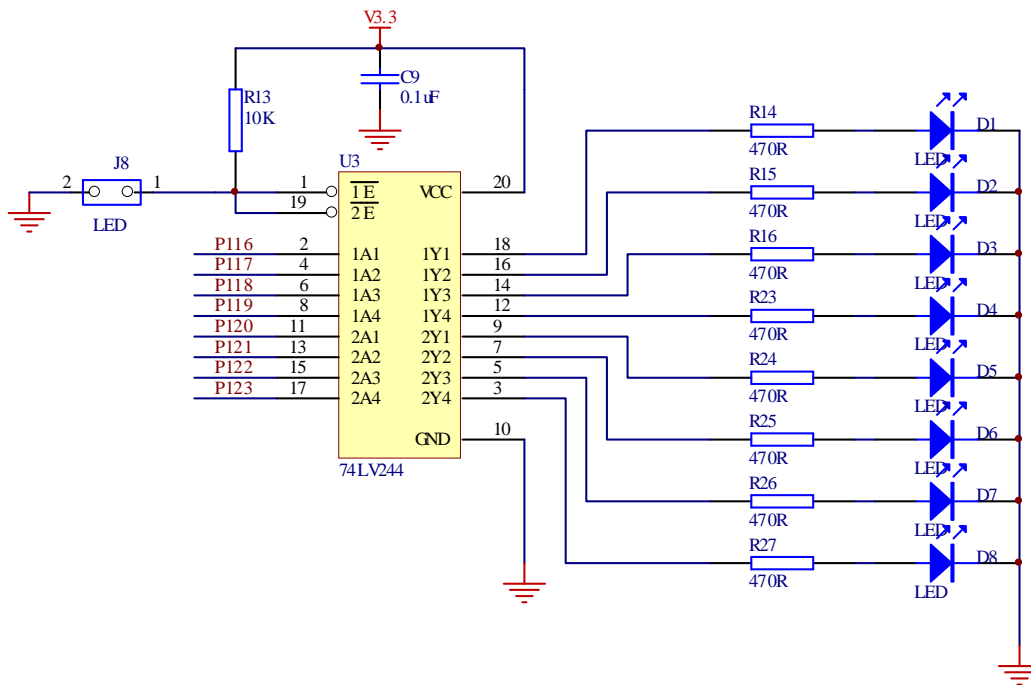 V3.3
C9
0.1uF
R13
10K
J8
2 1
LED
U3
1 1E VCC 20
19 2E
P116 2 1A1 1Y1 18
P117 4 1A2 1Y2 16
P118 6 1A3 1Y3 14
P119 8 1A4 1Y4 12
P120 11 2A1 2Y1 9
P121 13 2A2 2Y2 7
P122 15 2A3 2Y3 5
P123 17 2A4 2Y4 3
GND 10
74LV244
R14 D1
470R LED
R15 D2
470R LED
R16 D3
470R LED
R23 D4
470R LED
R24 D5
470R LED
R25 D6
470R LED
R26 D7
470R LED
R27 D8
470R LED